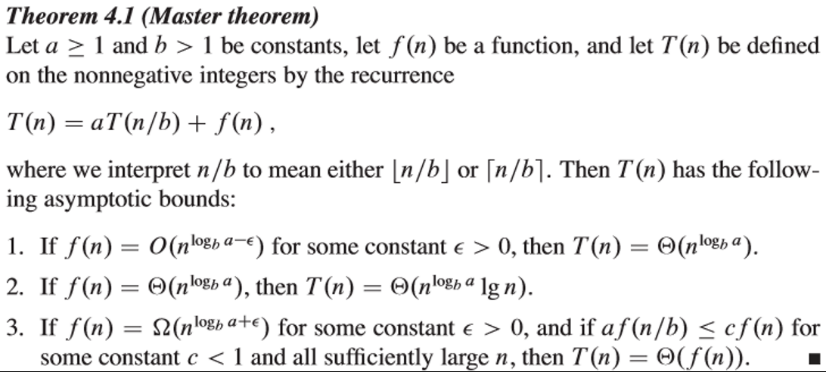 Theorem 4.1 (Master theorem)
Let a ≥ 1 and b > 1 be constants, let f(n) be a function, and let T(n) be defined
on the nonnegative integers by the recurrence
T(n) = aT(n/b) + f(n) ,
where we interpret n/b to mean either ⌊n/b⌋ or ⌈n/b⌉. Then T(n) has the follow-
ing asymptotic bounds:
1. If f(n) = O(n^{log_b a−ϵ}) for some constant ϵ > 0, then T(n) = Θ(n^{log_b a}).
2. If f(n) = Θ(n^{log_b a}), then T(n) = Θ(n^{log_b a} lg n).
3. If f(n) = Ω(n^{log_b a+ϵ}) for some constant ϵ > 0, and if af(n/b) ≤ cf(n) for
some constant c < 1 and all sufficiently large n, then T(n) = Θ(f(n)). ■